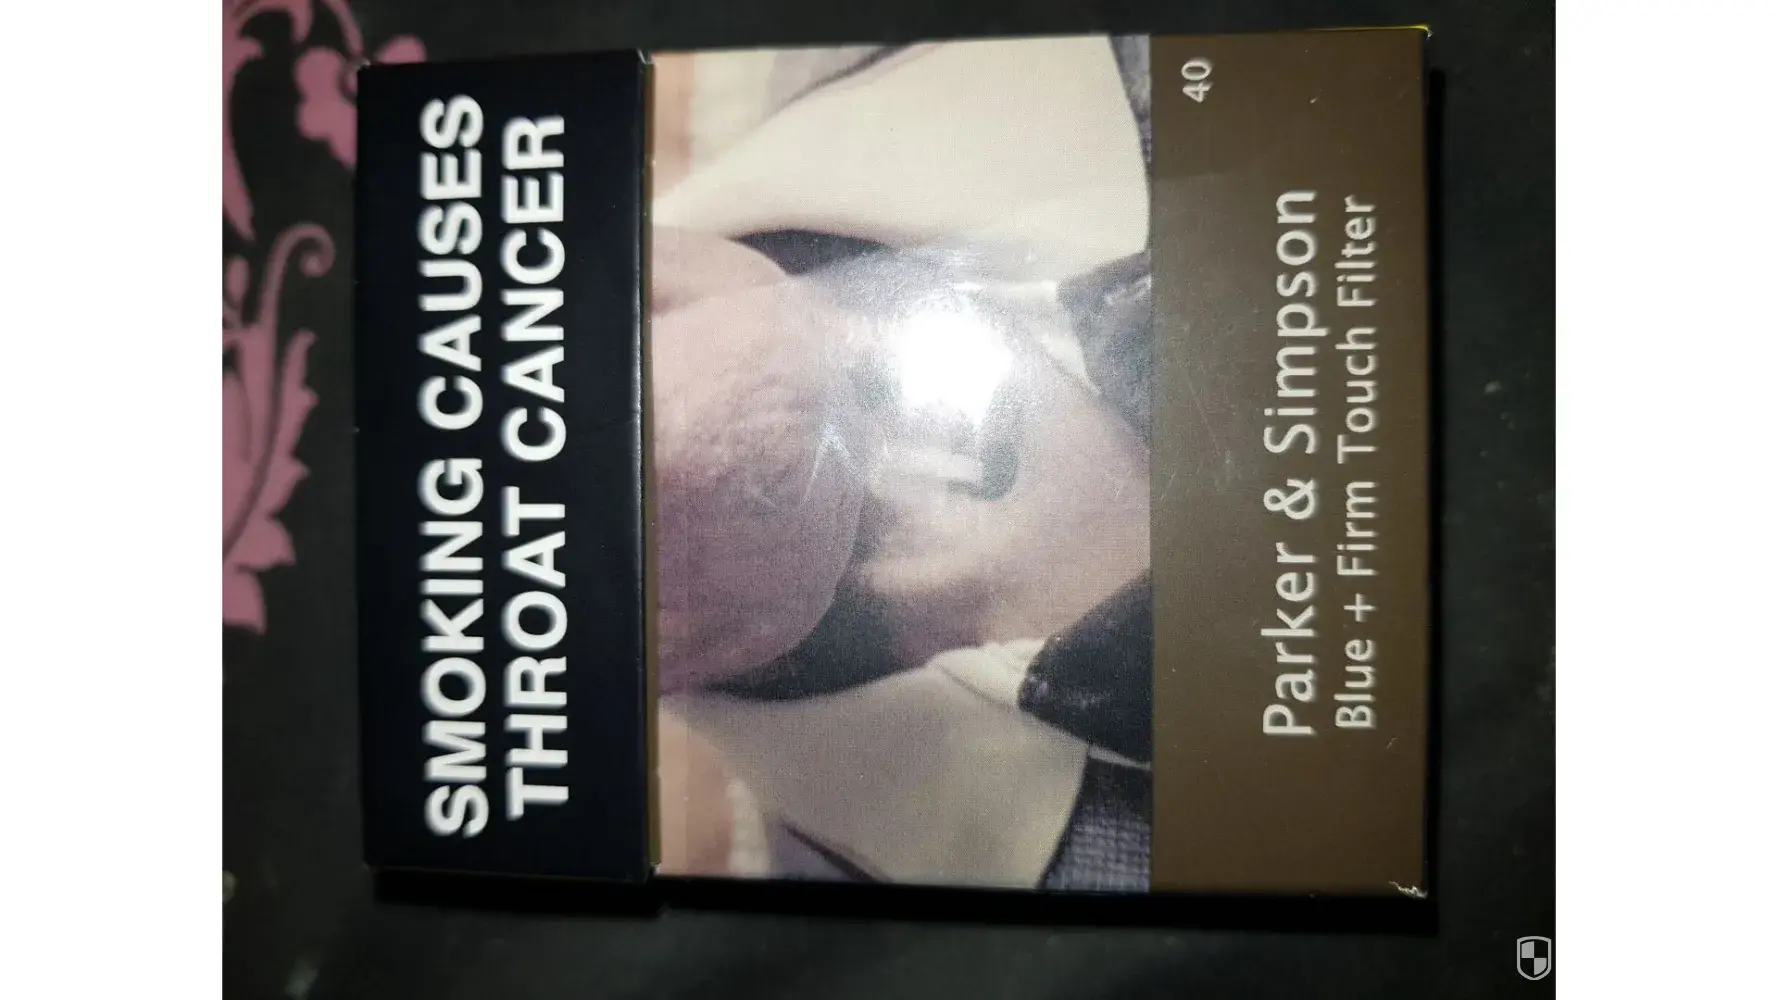 SMOKING CAUSES
THROAT CANCER
40
Parker & Simpson
Blue + Firm Touch Filter